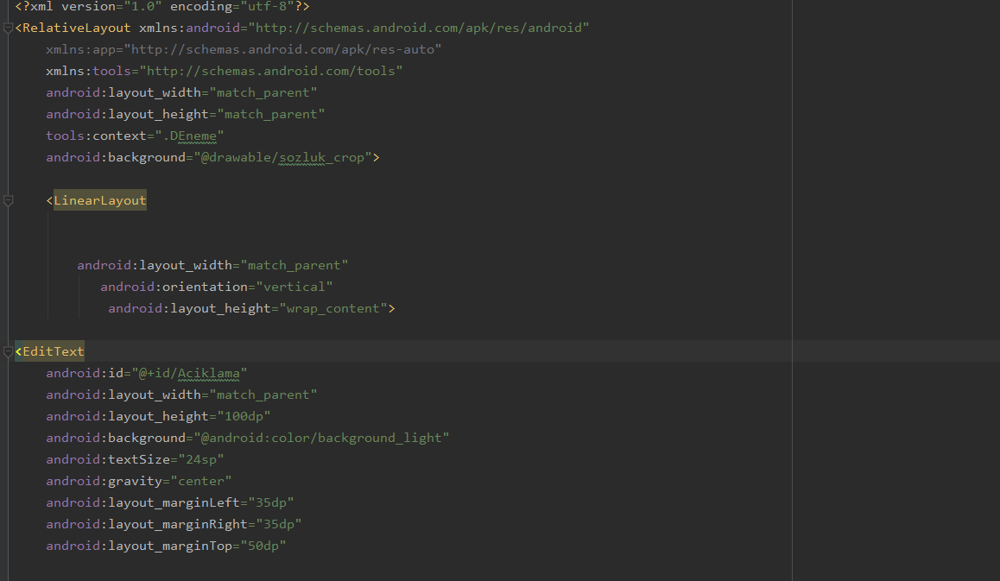 <?xml version="1.0" encoding="utf-8"?>
<RelativeLayout xmlns:android="http://schemas.android.com/apk/res/android"
    xmlns:app="http://schemas.android.com/apk/res-auto"
    xmlns:tools="http://schemas.android.com/tools"
    android:layout_width="match_parent"
    android:layout_height="match_parent"
    tools:context=".DEneme"
    android:background="@drawable/sozluk_crop">
    <LinearLayout
        android:layout_width="match_parent"
           android:orientation="vertical"
            android:layout_height="wrap_content">
<EditText
    android:id="@+id/Aciklama"
    android:layout_width="match_parent"
    android:layout_height="100dp"
    android:background="@android:color/background_light"
    android:textSize="24sp"
    android:gravity="center"
    android:layout_marginLeft="35dp"
    android:layout_marginRight="35dp"
    android:layout_marginTop="50dp"